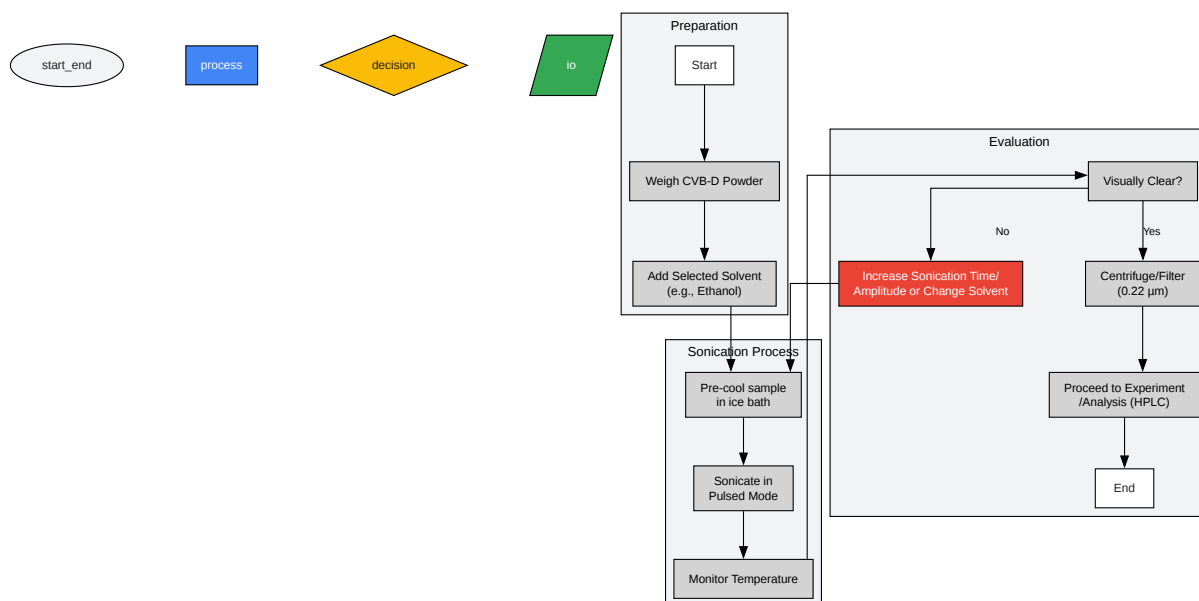 start_end
process
decision
io
Preparation
Start
Weigh CVB-D Powder
Add Selected Solvent
(e.g., Ethanol)
Sonication Process
Pre-cool sample
in ice bath
Sonicate in
Pulsed Mode
Monitor Temperature
Evaluation
Visually Clear?
No
Yes
Increase Sonication Time/
Amplitude or Change Solvent
Centrifuge/Filter
(0.22 µm)
Proceed to Experiment
/Analysis (HPLC)
End